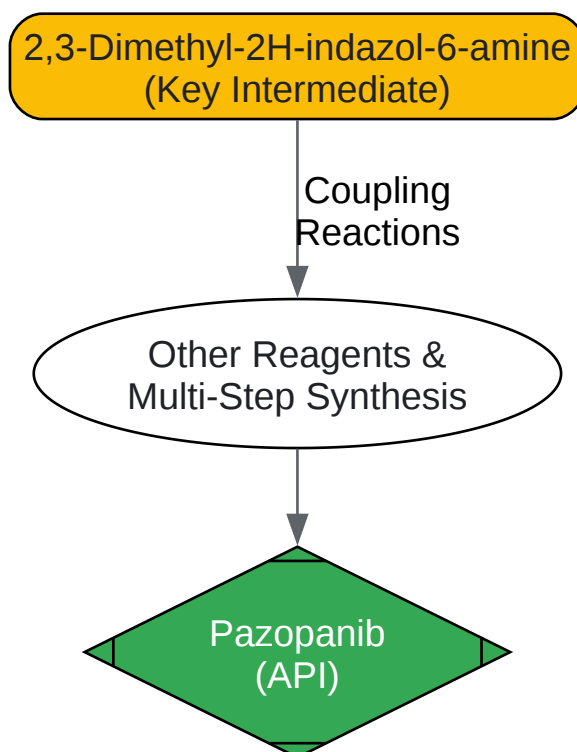 2,3-Dimethyl-2H-indazol-6-amine
(Key Intermediate)
Coupling
Reactions
Other Reagents &
Multi-Step Synthesis
Pazopanib
(API)